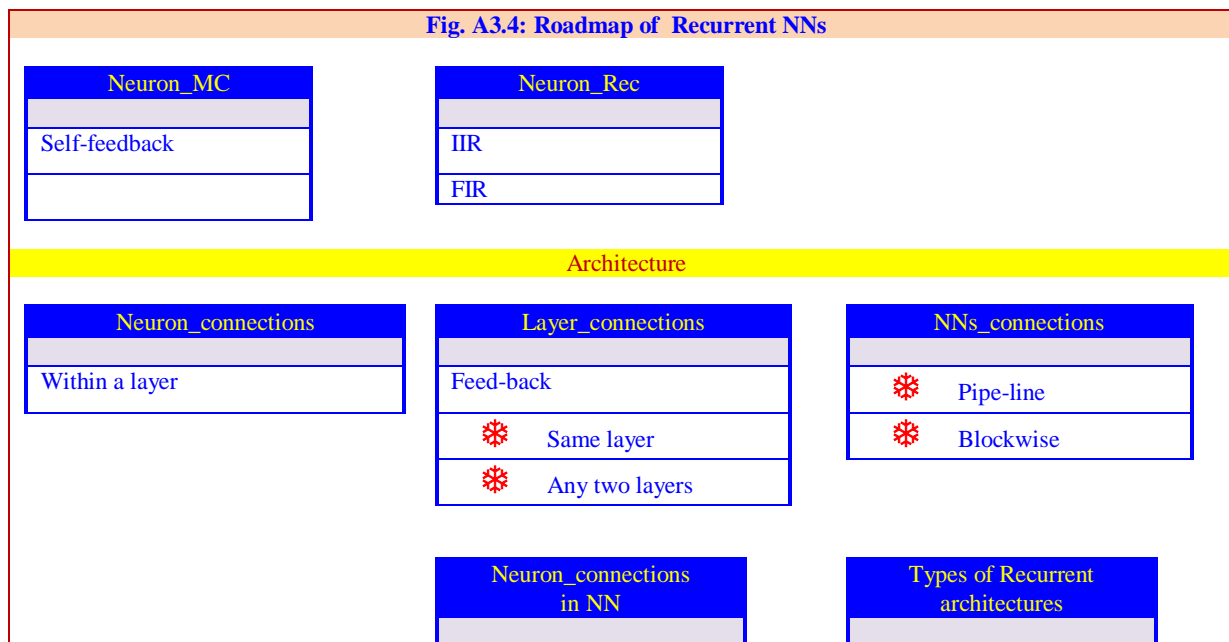 Fig. A3.4: Roadmap of Recurrent NNs
Neuron_MC
Self-feedback
Neuron_Rec
IIR
FIR
Architecture
Neuron_connections
Within a layer
Layer_connections
Feed-back
Same layer
Any two layers
NNs_connections
Pipe-line
Blockwise
Neuron_connections
in NN
Types of Recurrent
architectures